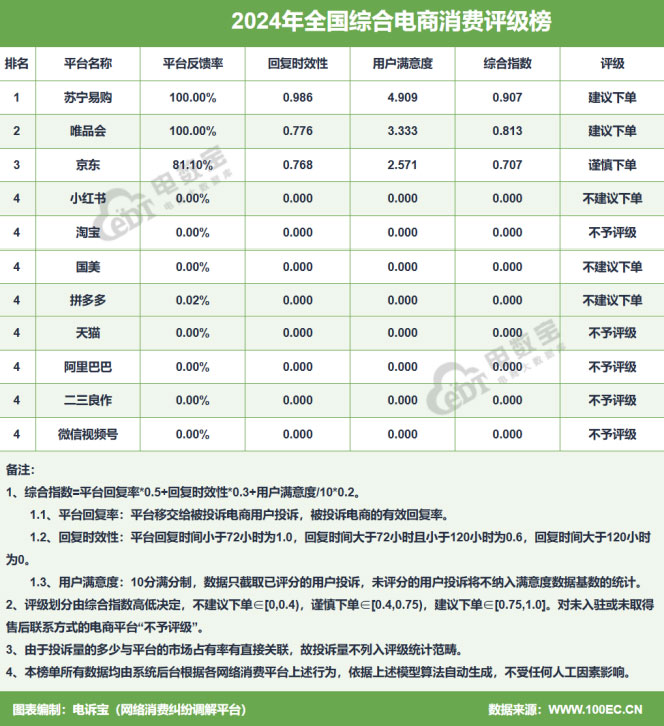 2024年全国综合电商消费评级榜
排名 平台名称 平台反馈率 回复时效性 用户满意度 综合指数 评级
1 苏宁易购 100.00% 0.986 4.909 0.907 建议下单
2 唯品会 100.00% 0.776 3.333 0.813 建议下单
3 京东 81.10% 0.768 2.571 0.707 谨慎下单
4 小红书 0.00% 0.000 0.000 0.000 不建议下单
4 淘宝 0.00% 0.000 0.000 0.000 不予评级
4 国美 0.00% 0.000 0.000 0.000 不建议下单
4 拼多多 0.02% 0.000 0.000 0.000 不建议下单
4 天猫 0.00% 0.000 0.000 0.000 不予评级
4 阿里巴巴 0.00% 0.000 0.000 0.000 不予评级
4 二三良作 0.00% 0.000 0.000 0.000 不予评级
4 微信视频号 0.00% 0.000 0.000 0.000 不予评级
电数宝
eDT
电商大数据库
电数宝
eDT
电商大数据库
备注：
1、综合指数=平台回复率*0.5+回复时效性*0.3+用户满意度/10*0.2。
1.1、平台回复率：平台移交给被投诉电商用户投诉，被投诉电商的有效回复率。
1.2、回复时效性：平台回复时间小于72小时为1.0，回复时间大于72小时且小于120小时为0.6，回复时间大于120小时
为0。
1.3、用户满意度：10分满分制，数据只截取已评分的用户投诉，未评分的用户投诉将不纳入满意度数据基数的统计。
2、评级划分由综合指数高低决定，不建议下单∈[0,0.4)，谨慎下单∈[0.4,0.75)，建议下单∈[0.75,1.0]。对未入驻或未取得
售后联系方式的电商平台“不予评级”。
3、由于投诉量的多少与平台的市场占有率有直接关联，故投诉量不列入评级统计范畴。
4、本榜单所有数据均由系统后台根据各网络消费平台上述行为，依据上述模型算法自动生成，不受任何人工因素影响。
图表编制：电诉宝（网络消费纠纷调解平台） 数据来源：WWW.100EC.CN